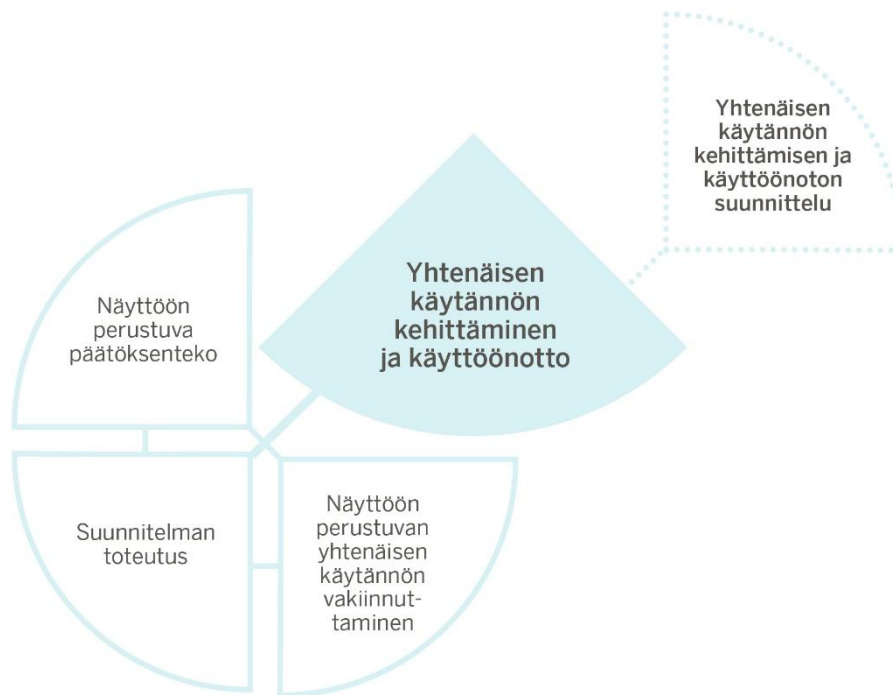 Yhtenäisen
käytännön
kehittämisen ja
käyttöönoton
suunnittelu
Yhtenäisen
käytännön
kehittäminen
ja käyttöönotto
Näyttöön
perustuva
päätöksenteko
Suunnitelman
toteutus
Näyttöön
perustuvan
yhtenäisen
käytännön
vakiinnut-
taminen